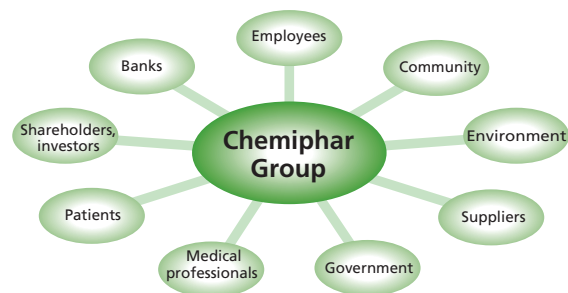 Employees
Banks
Community
Shareholders,
investors
Chemiphar
Group
Environment
Patients
Suppliers
Medical
professionals
Government